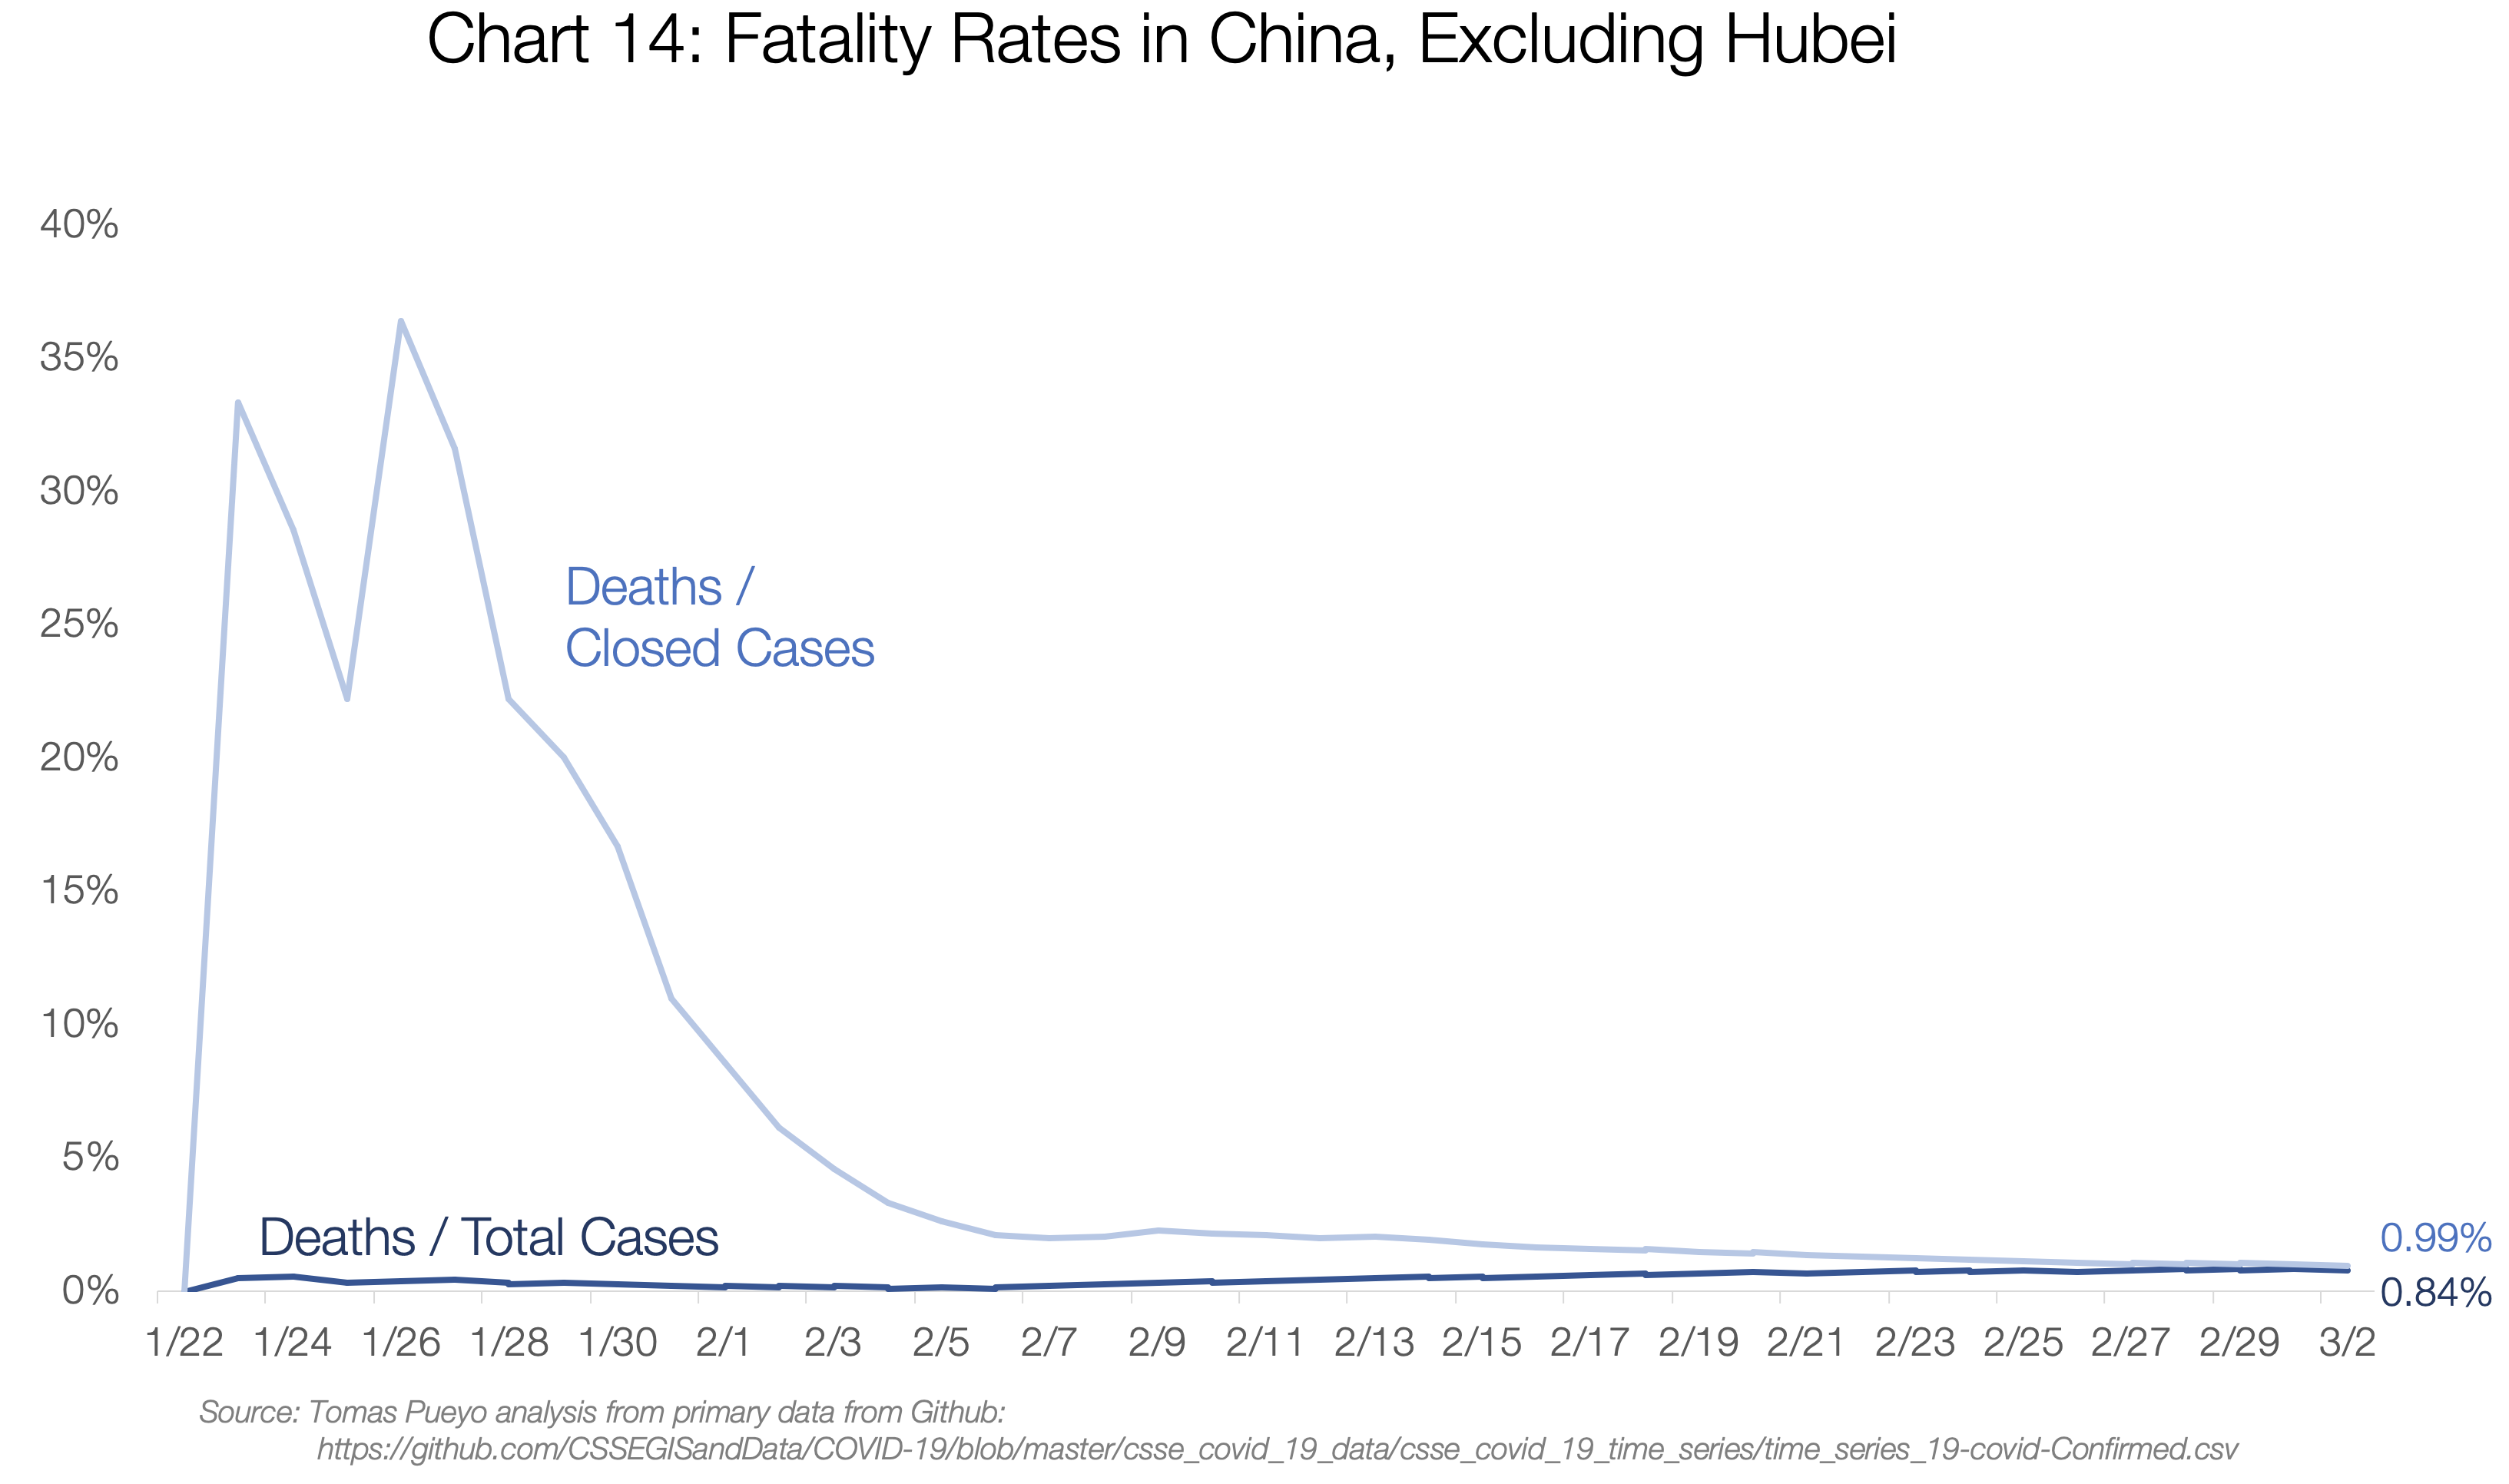 Chart 14: Fatality Rates in China, Excluding Hubei
40%
35%
30%
25%
20%
15%
10%
5%
0%
Deaths /
Closed Cases
Deaths / Total Cases
0.99%
0.84%
1/22 1/24 1/26 1/28 1/30 2/1 2/3 2/5 2/7 2/9 2/11 2/13 2/15 2/17 2/19 2/21 2/23 2/25 2/27 2/29 3/2
Source: Tomas Pueyo analysis from primary data from Github:
https://github.com/CSSEGISandData/COVID-19/blob/master/csse_covid_19_data/csse_covid_19_time_series/time_series_19-covid-Confirmed.csv